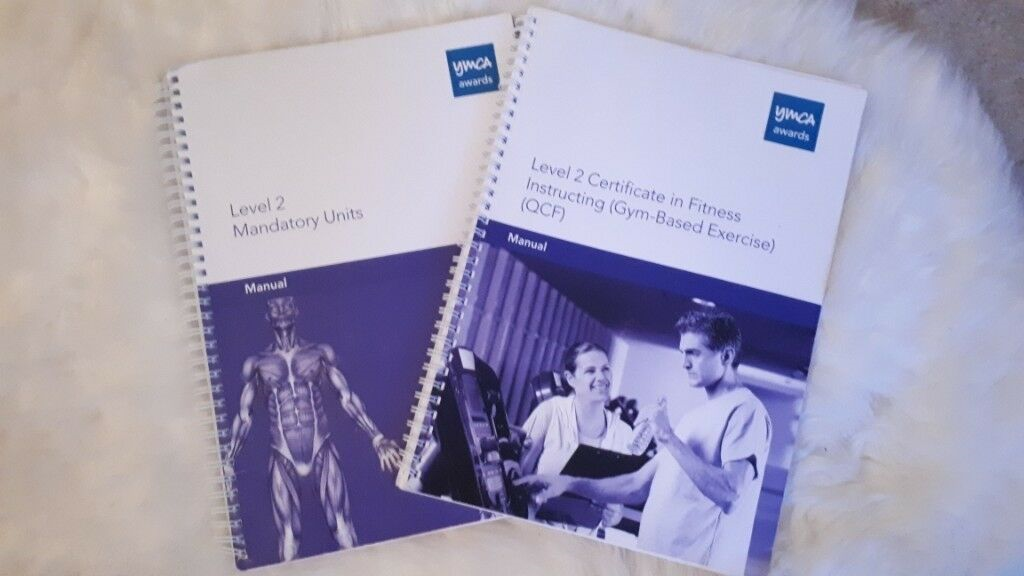 ymca
awards
Level 2
Mandatory Units
Manual
ymca
awards
Level 2 Certificate in Fitness
Instructing (Gym-Based Exercise)
(QCF)
Manual